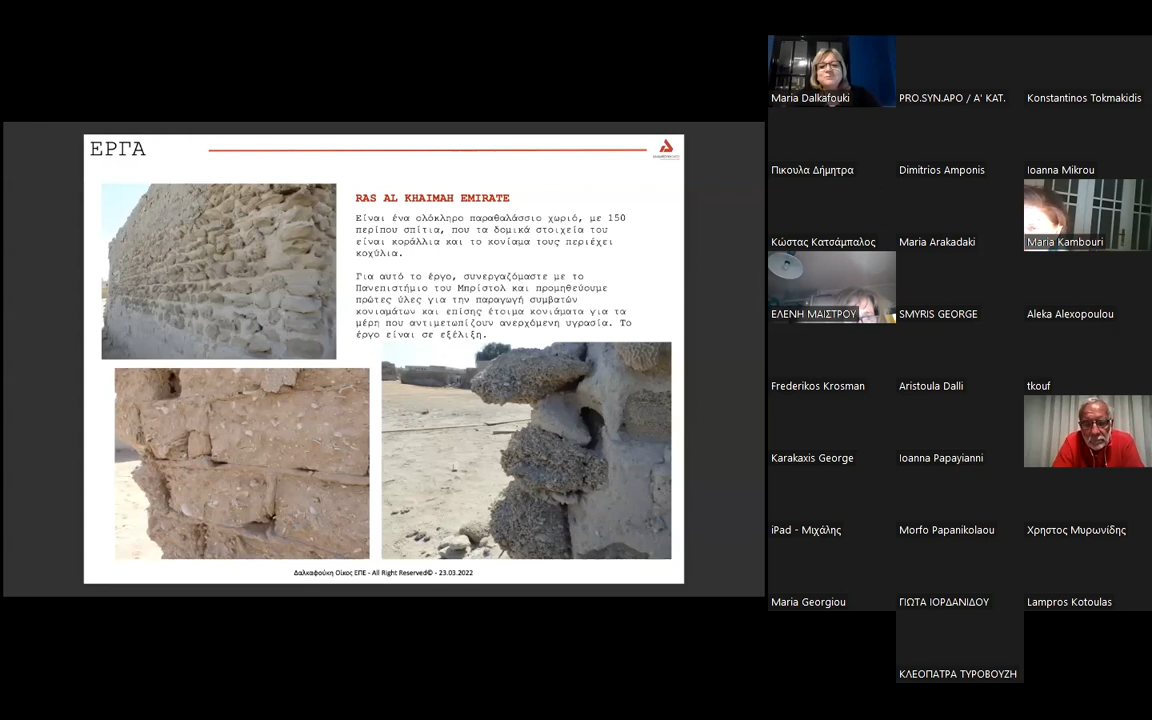 ΕΡΓΑ
RAS AL KHAIMAH EMIRATE
Είναι ένα ολόκληρο παραθαλάσσιο χωριό, με 150
περίπου σπίτια, που τα δομικά στοιχεία του
είναι κοράλλια και το κονίαμα τους περιέχει
κοχύλια.
Για αυτό το έργο, συνεργαζόμαστε με το
Πανεπιστήμιο του Μπρίστολ και προμηθεύουμε
πρώτες ύλες για την παραγωγή συμβατών
κονιαμάτων και επίσης έτοιμα κονιάματα για τα
μέρη που αντιμετωπίζουν ανερχόμενη υγρασία. Το
έργο είναι σε εξέλιξη.
Δαλκαφούκη Οίκος ΕΠΕ - All Right Reserved© - 23.03.2022
Maria Dalkafouki
PRO.SYN.APO / Α' ΚΑΤ.
Konstantinos Tokmakidis
Πικουλα Δήμητρα
Dimitrios Amponis
Ioanna Mikrou
Κώστας Κατσάμπαλος
Maria Arakadaki
Maria Kambouri
ΕΛΕΝΗ ΜΑΙΣΤΡΟΥ
SMYRIS GEORGE
Aleka Alexopoulou
Frederikos Krosman
Aristoula Dalli
tkouf
Karakaxis George
Ioanna Papayianni
iPad - Μιχάλης
Morfo Papanikolaou
Χρηστος Μυρωνίδης
Maria Georgiou
ΓΙΩΤΑ ΙΟΡΔΑΝΙΔΟΥ
Lampros Kotoulas
ΚΛΕΟΠΑΤΡΑ ΤΥΡΟΒΟΥΖΗ